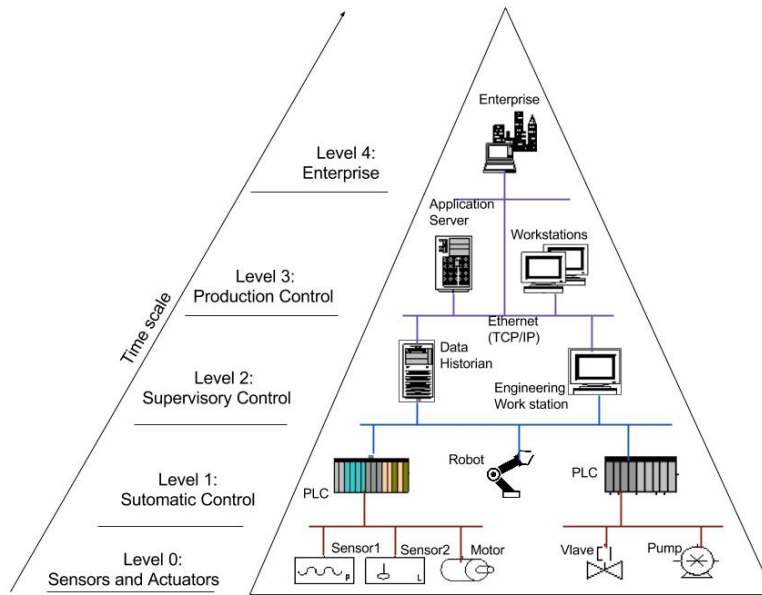 Enterprise
Level 4:
Enterprise
Application
Server
Workstations
Level 3:
Production Control
Time scale
Ethernet
(TCP/IP)
Data
Historian
Engineering
Work station
Level 2:
Supervisory Control
Robot
PLC
PLC
Level 1:
Sutomatic Control
Level 0:
Sensors and Actuators
Sensor1
Sensor2
Motor
Vlave
Pump
P
L